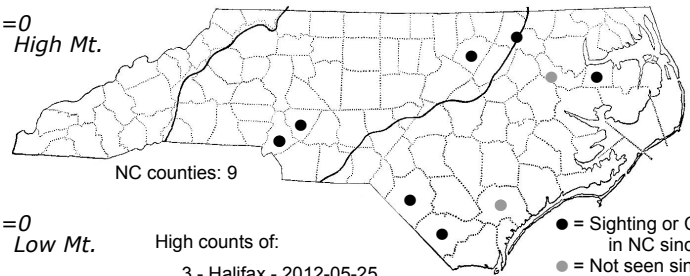 =0
High Mt.
NC counties: 9
=0
Low Mt.
High counts of:
3 - Halifax - 2012-05-25
● = Sighting or
in NC sinc
● = Not seen sin